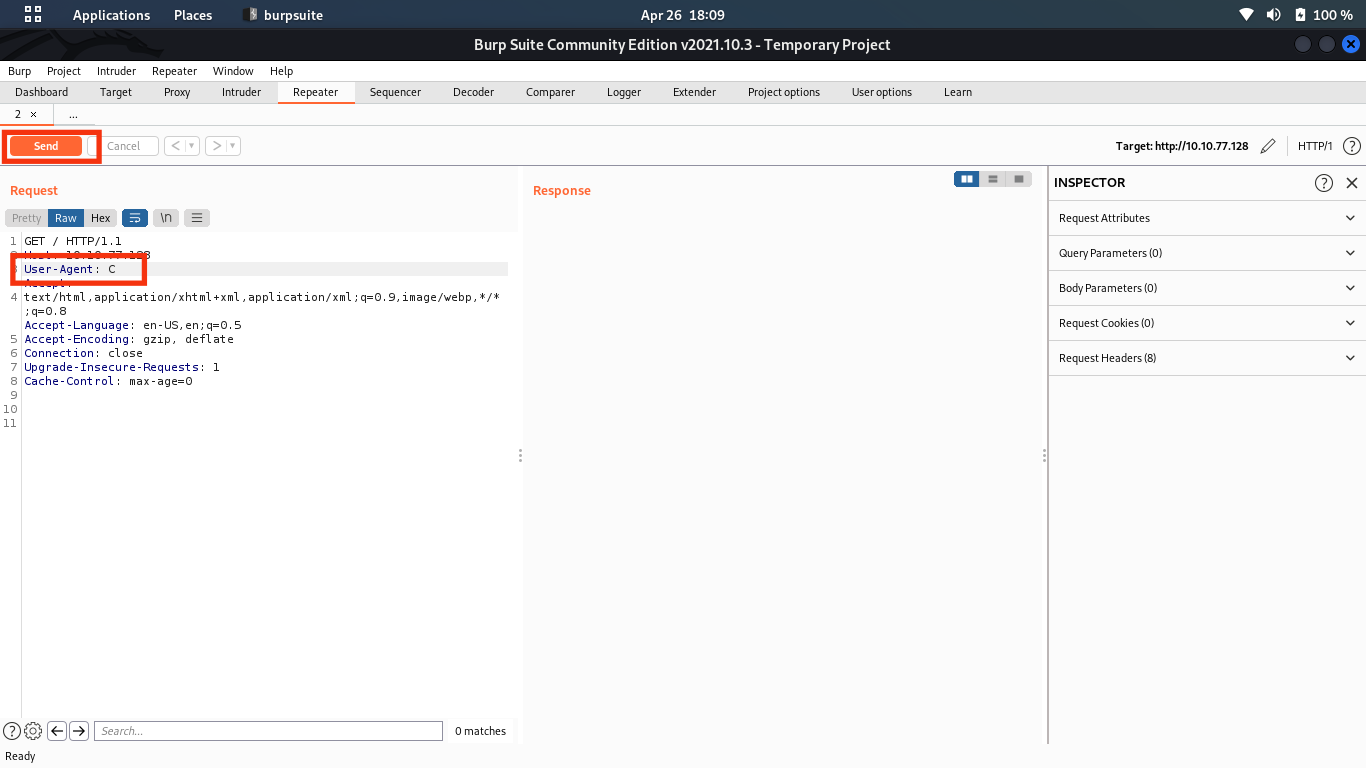 Applications Places burpsuite Apr 26 18:09 100 %
Burp Suite Community Edition v2021.10.3 - Temporary Project
Burp Project Intruder Repeater Window Help
Dashboard Target Proxy Intruder Repeater Sequencer Decoder Comparer Logger Extender Project options User options Learn
2 × ...
Send Cancel < > Target: http://10.10.77.128 HTTP/1 ?
Request
Pretty Raw Hex \n
1 GET / HTTP/1.1
Host: 10.10.77.128
User-Agent: C
Accept:
4 text/html,application/xhtml+xml,application/xml;q=0.9,image/webp,*/*
;q=0.8
Accept-Language: en-US,en;q=0.5
5 Accept-Encoding: gzip, deflate
6 Connection: close
7 Upgrade-Insecure-Requests: 1
8 Cache-Control: max-age=0
9
10
11
? Search... 0 matches
Response
INSPECTOR ?
Request Attributes
Query Parameters (0)
Body Parameters (0)
Request Cookies (0)
Request Headers (8)
Ready